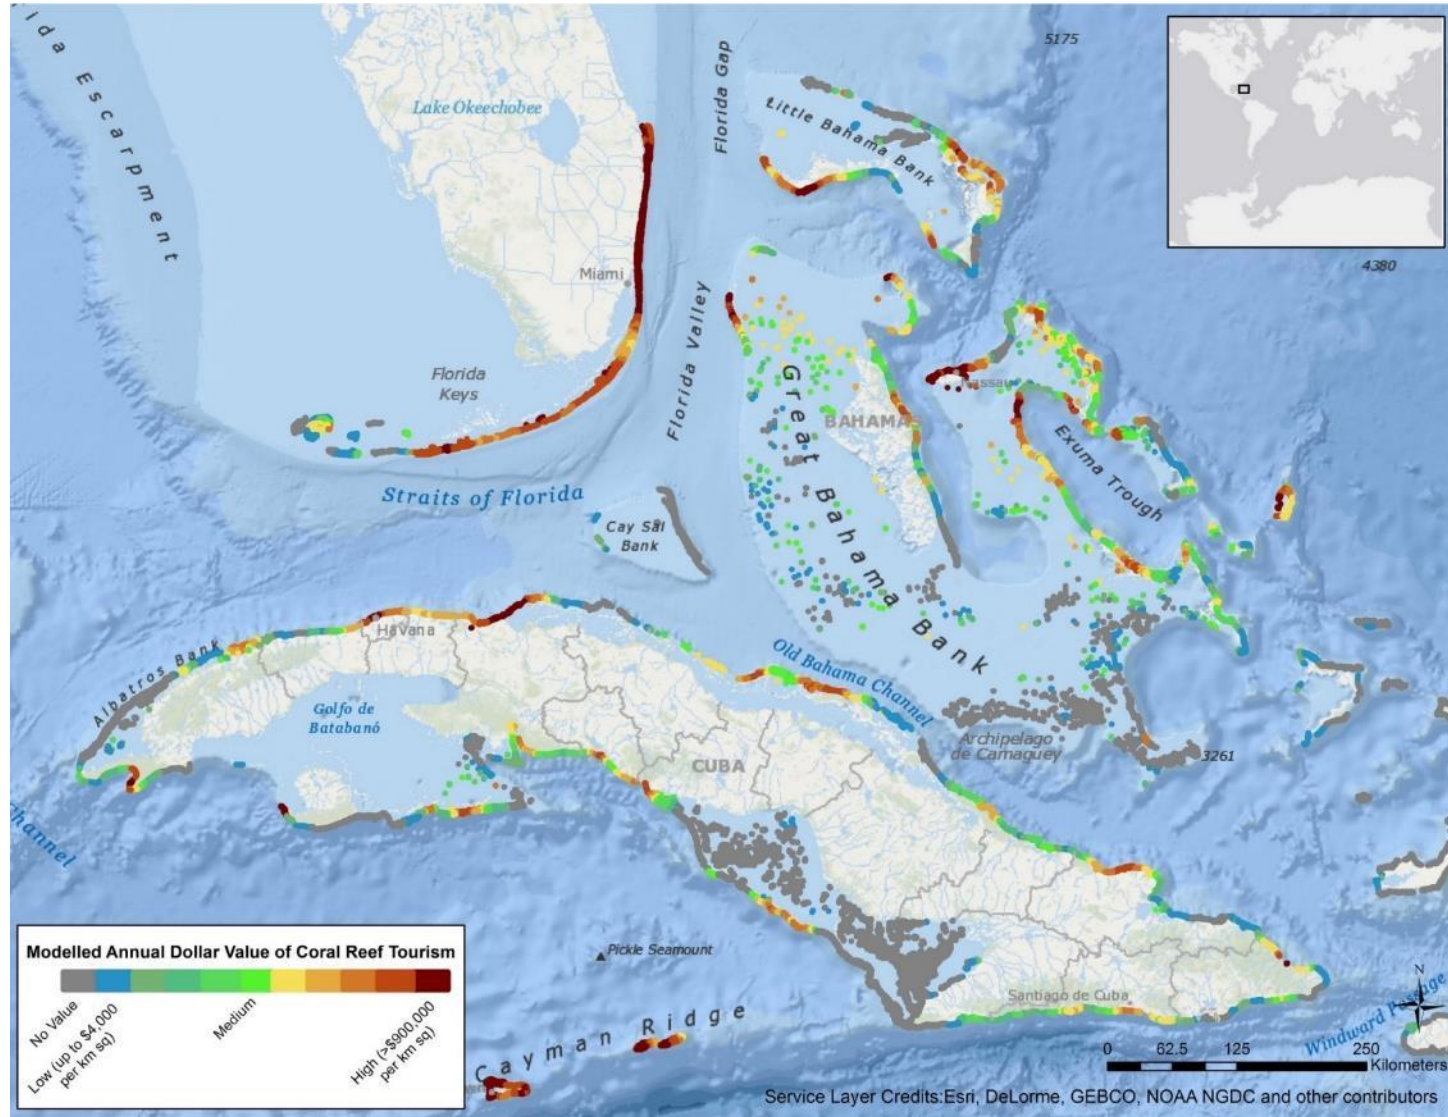 5175
Florida Escarpment
Lake Okeechobee
Florida Gap
Little Bahama Bank
Miami
4380
Florida Valley
Florida
Keys
Nassau
Great Bahama Bank
BAHAMAS
Exuma Trough
Straits of Florida
Cay Sal
Bank
Havana
Albatros Bank
Old Bahama Channel
Golfo de
Batabanó
Archipelago
de Camaguey
3261
CUBA
Channel
Pickle Seamount
Santiago de Cuba
Cayman Ridge
Windward Passage
N
Modelled Annual Dollar Value of Coral Reef Tourism
No Value
Low (up to $4,000
per km sq)
Medium
High (>$900,000
per km sq)
0 62.5 125 250
Kilometers
Service Layer Credits:Esri, DeLorme, GEBCO, NOAA NGDC and other contributors